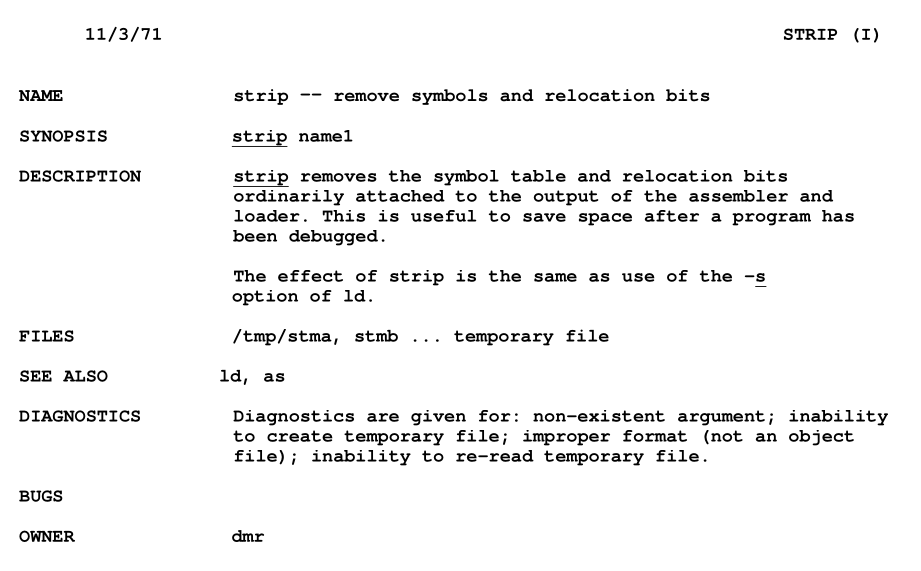 11/3/71 STRIP (I)
NAME strip -- remove symbols and relocation bits
SYNOPSIS strip name1
DESCRIPTION strip removes the symbol table and relocation bits
ordinarily attached to the output of the assembler and
loader. This is useful to save space after a program has
been debugged.
The effect of strip is the same as use of the -s
option of ld.
FILES /tmp/stma, stmb ... temporary file
SEE ALSO ld, as
DIAGNOSTICS Diagnostics are given for: non-existent argument; inability
to create temporary file; improper format (not an object
file); inability to re-read temporary file.
BUGS
OWNER dmr